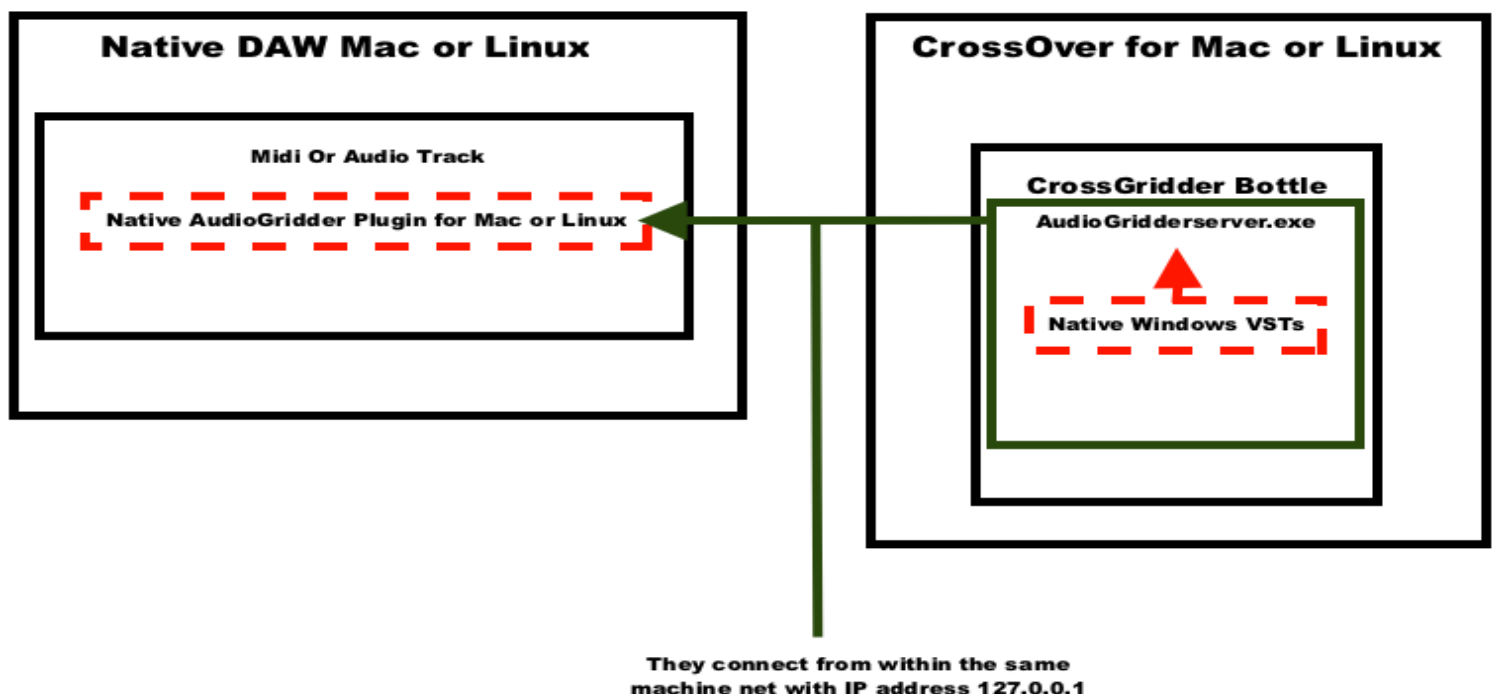 Native DAW Mac or Linux
Midi Or Audio Track
Native AudioGridder Plugin for Mac or Linux
CrossOver for Mac or Linux
CrossGridder Bottle
AudioGridderserver.exe
Native Windows VSTs
They connect from within the same
machine net with IP address 127.0.0.1